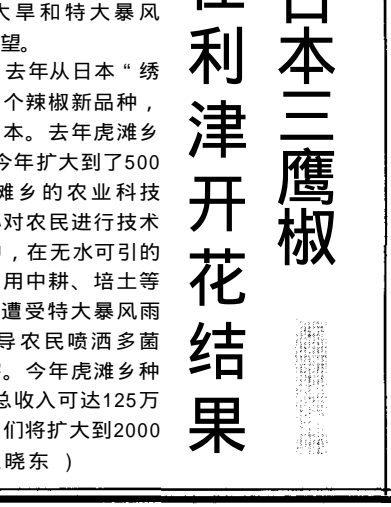 日本三鹰椒
在利津开花结果
大旱和特大暴风
望。
去年从日本“绣
个辣椒新品种，
本。去年虎滩乡
今年扩大到了500
滩乡的农业科技
对农民进行技术
，在无水可引的
用中耕、培土等
遭受特大暴风雨
导农民喷洒多菌
。今年虎滩乡种
总收入可达125万
们将扩大到2000
晓东 ）